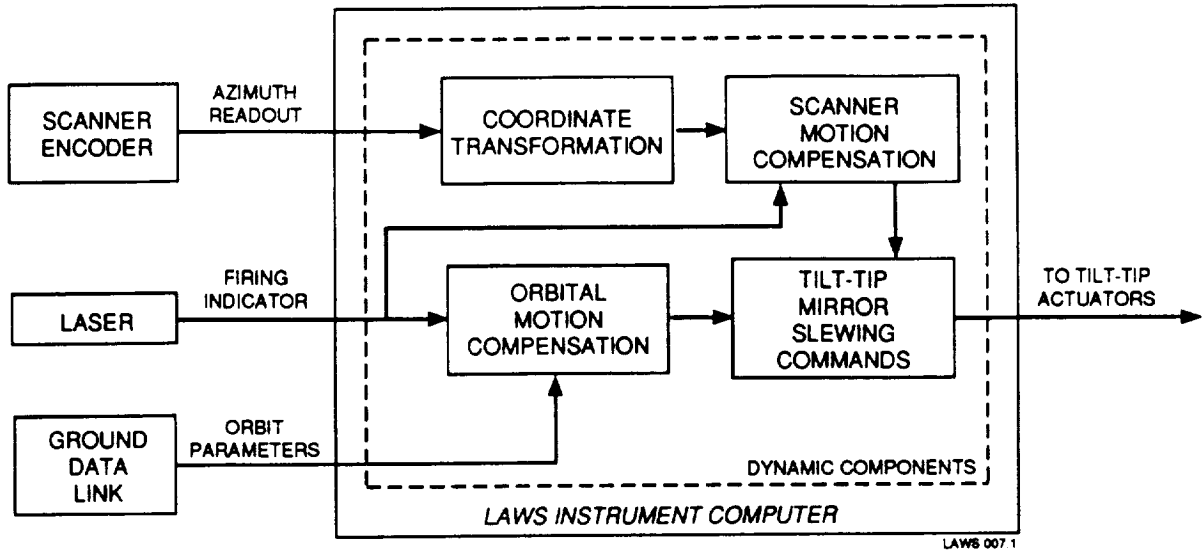 SCANNER
ENCODER
AZIMUTH
READOUT
COORDINATE
TRANSFORMATION
SCANNER
MOTION
COMPENSATION
LASER
FIRING
INDICATOR
ORBITAL
MOTION
COMPENSATION
TILT-TIP
MIRROR
SLEWING
COMMANDS
TO TILT-TIP
ACTUATORS
GROUND
DATA
LINK
ORBIT
PARAMETERS
DYNAMIC COMPONENTS
LAWS INSTRUMENT COMPUTER
LAWS 007.1